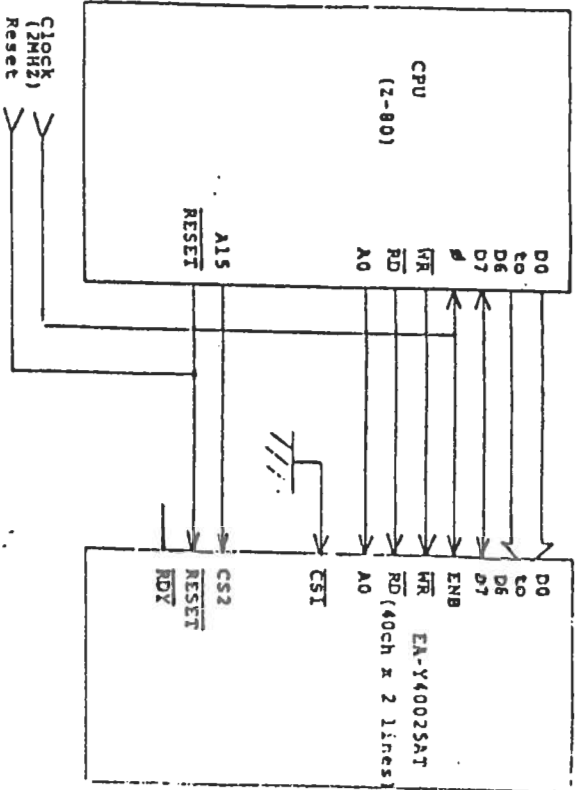 CPU
(Z-80)
D0
to
D6
D7
ø
WR
RD
A0
A15
RESET
Clock
(2MHZ)
Reset
EA-Y40025AT
(40ch x 2 lines)
D0
to
D6
D7
ENB
WR
RD
A0
CS1
CS2
RESET
RDY